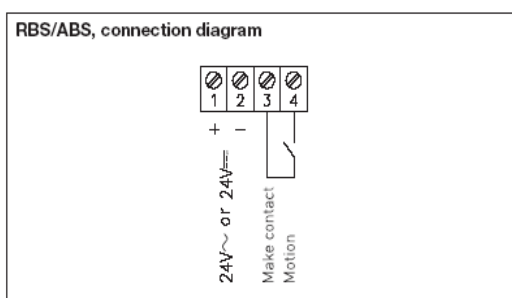 RBS/ABS, connection diagram
1 2 3 4
+ −
24V~ or 24V⎓
Make contact
Motion